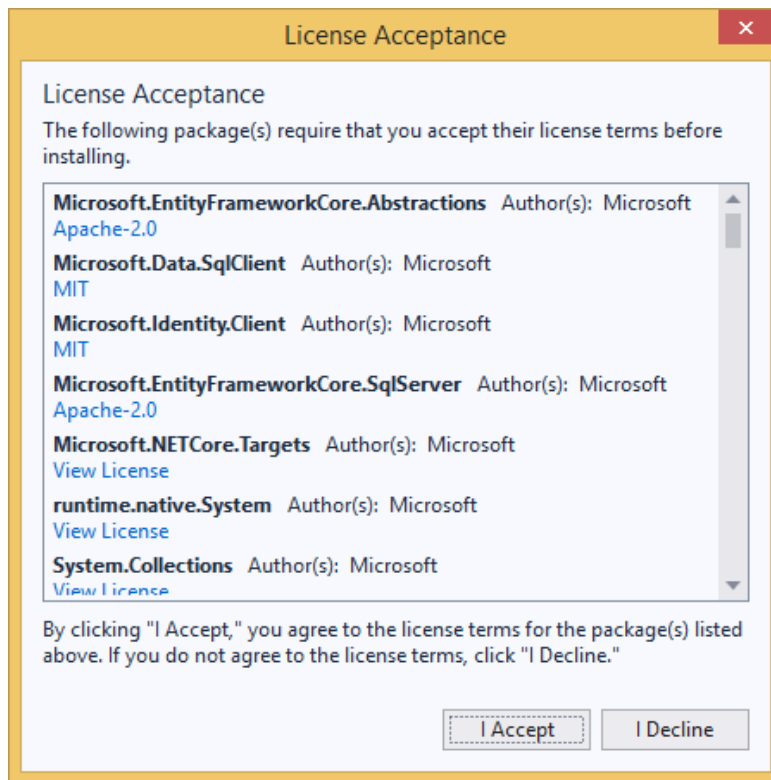 License Acceptance
License Acceptance
The following package(s) require that you accept their license terms before
installing.
Microsoft.EntityFrameworkCore.Abstractions Author(s): Microsoft
Apache-2.0
Microsoft.Data.SqlClient Author(s): Microsoft
MIT
Microsoft.Identity.Client Author(s): Microsoft
MIT
Microsoft.EntityFrameworkCore.SqlServer Author(s): Microsoft
Apache-2.0
Microsoft.NETCore.Targets Author(s): Microsoft
View License
runtime.native.System Author(s): Microsoft
View License
System.Collections Author(s): Microsoft
View License
By clicking "I Accept," you agree to the license terms for the package(s) listed
above. If you do not agree to the license terms, click "I Decline."
I Accept I Decline